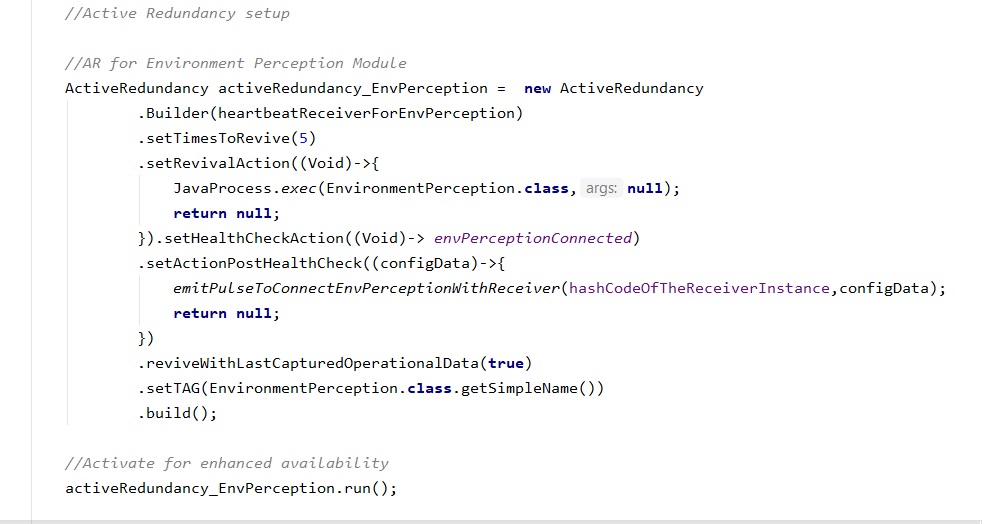 //Active Redundancy setup
//AR for Environment Perception Module
ActiveRedundancy activeRedundancy_EnvPerception =  new ActiveRedundancy
.Builder(heartbeatReceiverForEnvPerception)
.setTimesToRevive(5)
.setRevivalAction((Void)->{
JavaProcess.exec(EnvironmentPerception.class, args: null);
return null;
}).setHealthCheckAction((Void)-> envPerceptionConnected)
.setActionPostHealthCheck((configData)->{
emitPulseToConnectEnvPerceptionWithReceiver(hashCodeOfTheReceiverInstance,configData);
return null;
})
.reviveWithLastCapturedOperationalData(true)
.setTAG(EnvironmentPerception.class.getSimpleName())
.build();
//Activate for enhanced availability
activeRedundancy_EnvPerception.run();